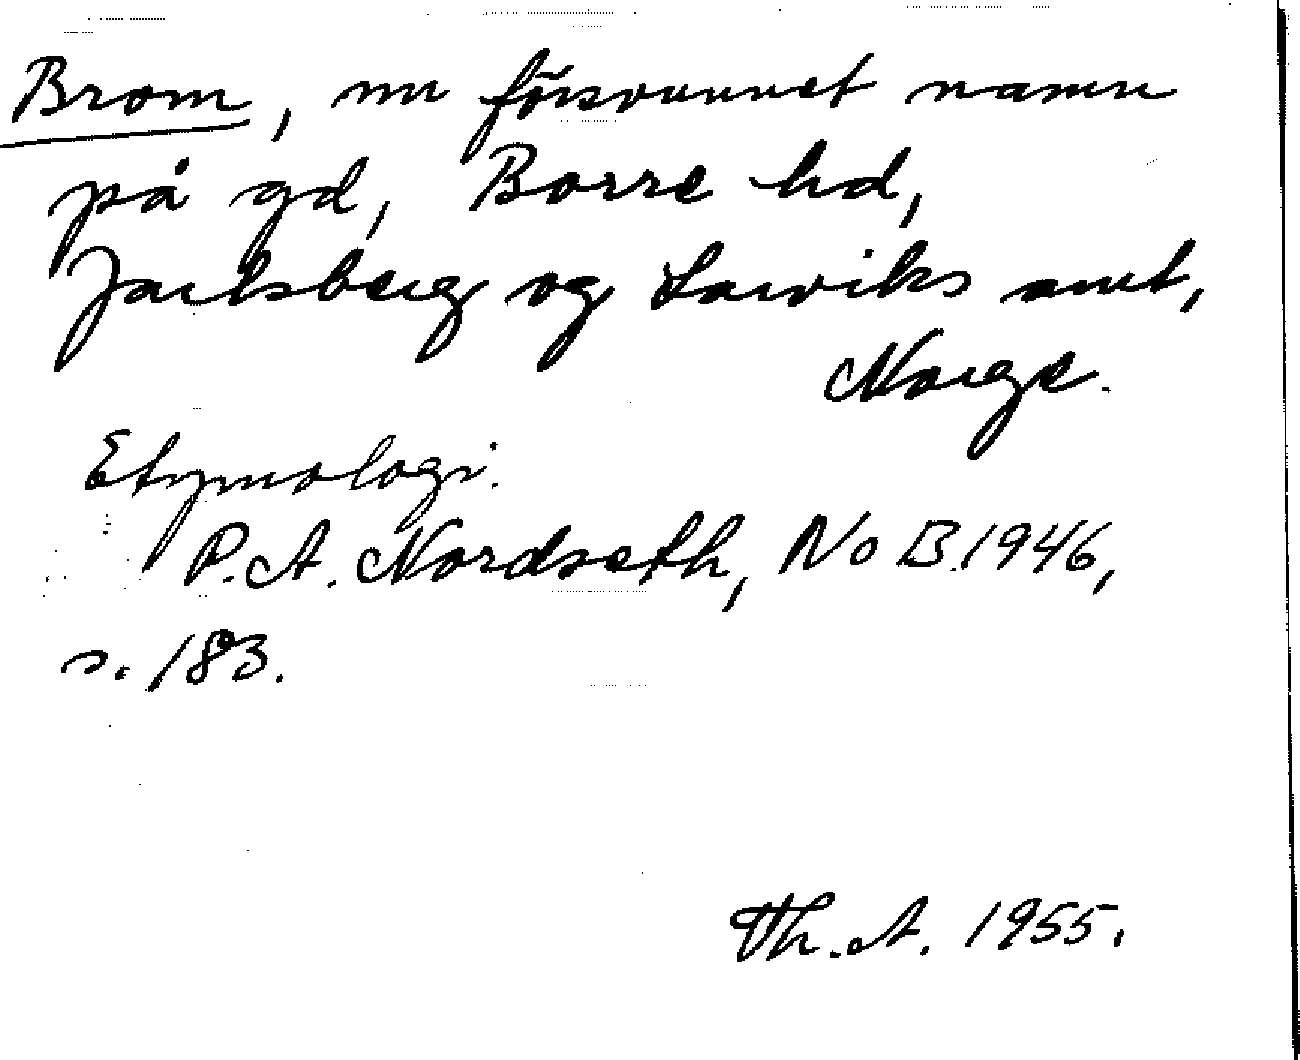 Brom, nu försvunnet namn
på gd, Borre hd,
Jarlsberg og Larviks amt,
Norge.
Etymologi.
P.A. Nordseth, NoB 1946,
s. 183.
Th. A. 1955.